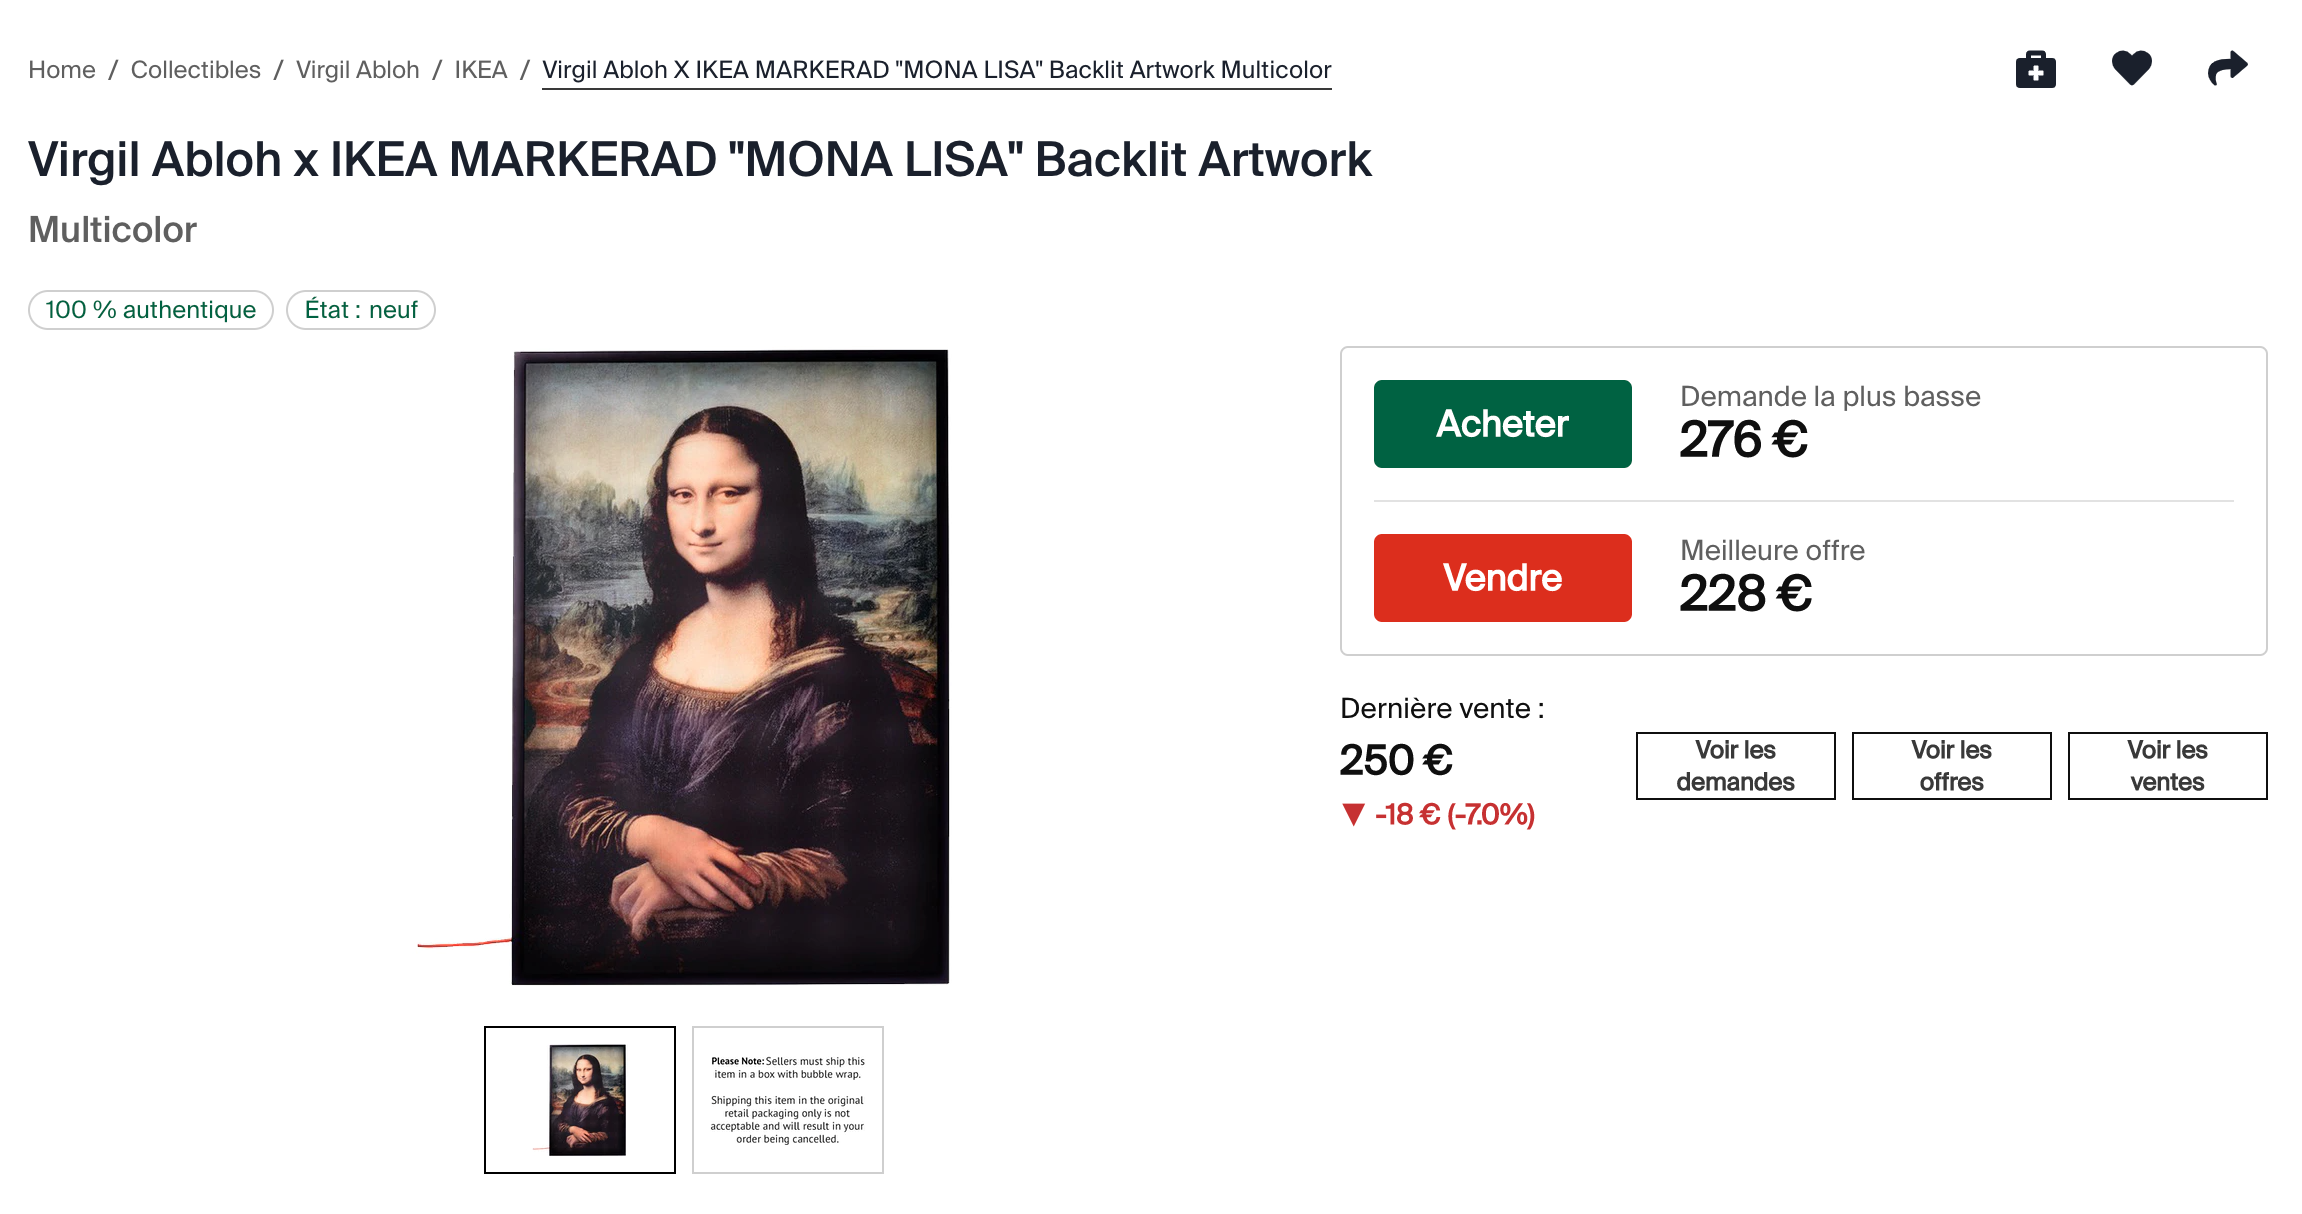 Home / Collectibles / Virgil Abloh / IKEA / Virgil Abloh X IKEA MARKERAD "MONA LISA" Backlit Artwork Multicolor
Virgil Abloh x IKEA MARKERAD "MONA LISA" Backlit Artwork
Multicolor
100 % authentique
État : neuf
Acheter
Demande la plus basse
276 €
Vendre
Meilleure offre
228 €
Dernière vente :
250 €
▼ -18 € (-7.0%)
Voir les
demandes
Voir les
offres
Voir les
ventes
Please Note: Sellers must ship this
item in a box with bubble wrap.
Shipping this item in the original
retail packaging only is not
acceptable and will result in your
order being cancelled.